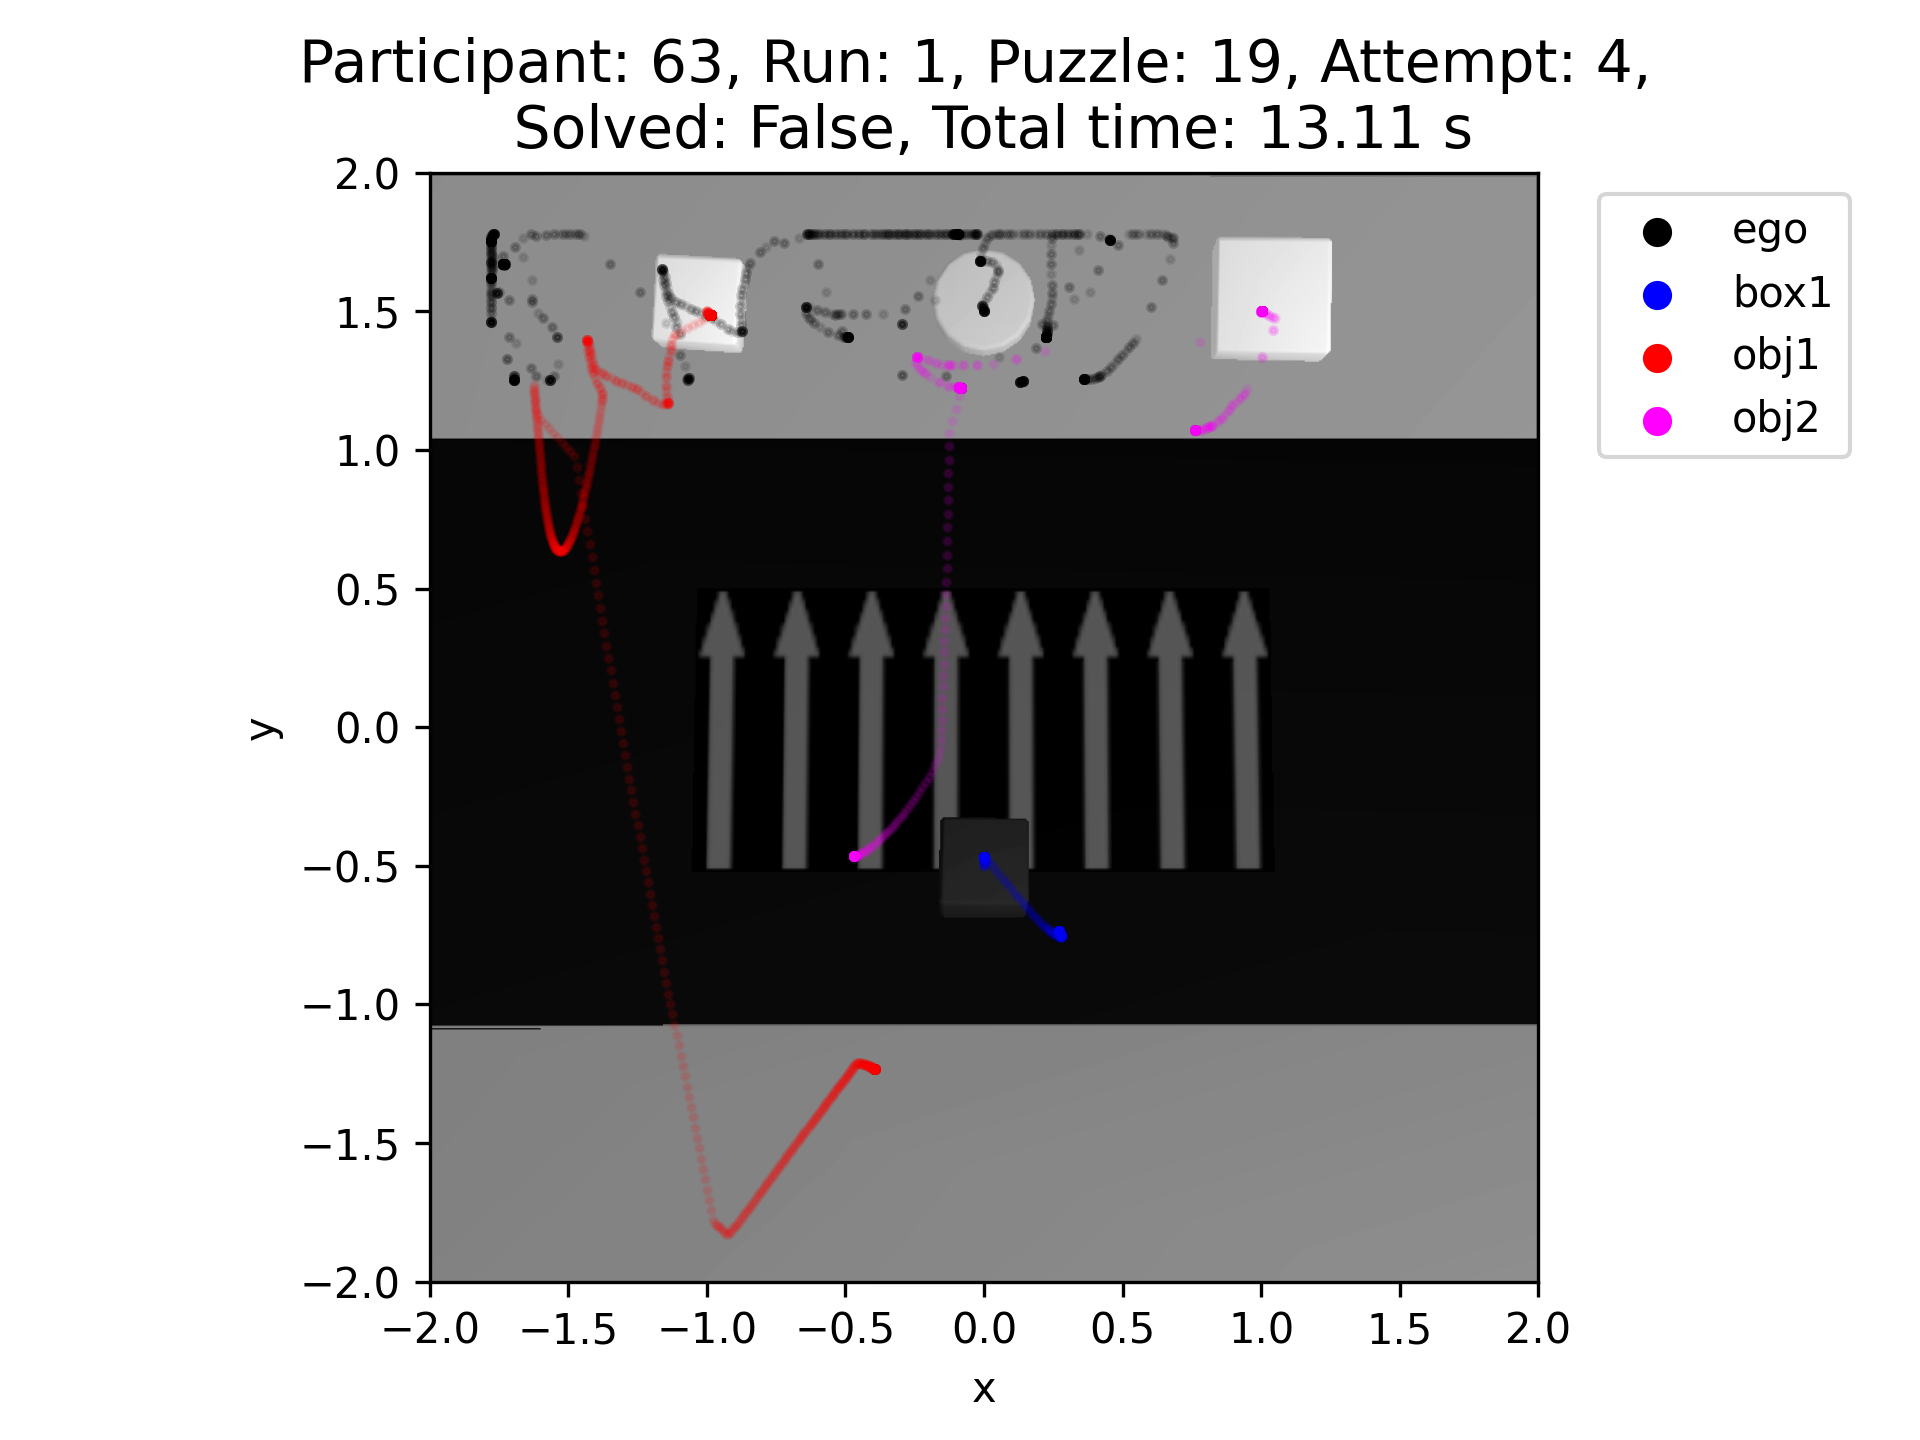 Participant: 63, Run: 1, Puzzle: 19, Attempt: 4,
Solved: False, Total time: 13.11 s
2.0
1.5
1.0
0.5
0.0
−0.5
−1.0
−1.5
−2.0
y
−2.0 −1.5 −1.0 −0.5 0.0 0.5 1.0 1.5 2.0
x
ego
box1
obj1
obj2